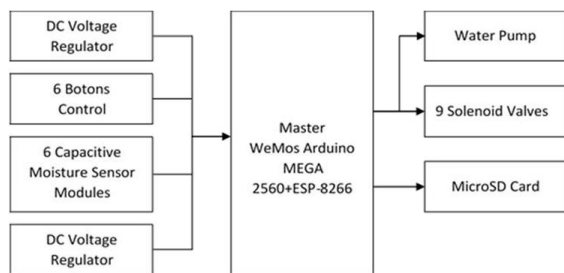 DC Voltage
Regulator
6 Botons
Control
6 Capacitive
Moisture Sensor
Modules
DC Voltage
Regulator
Master
WeMos Arduino
MEGA
2560+ESP-8266
Water Pump
9 Solenoid Valves
MicroSD Card